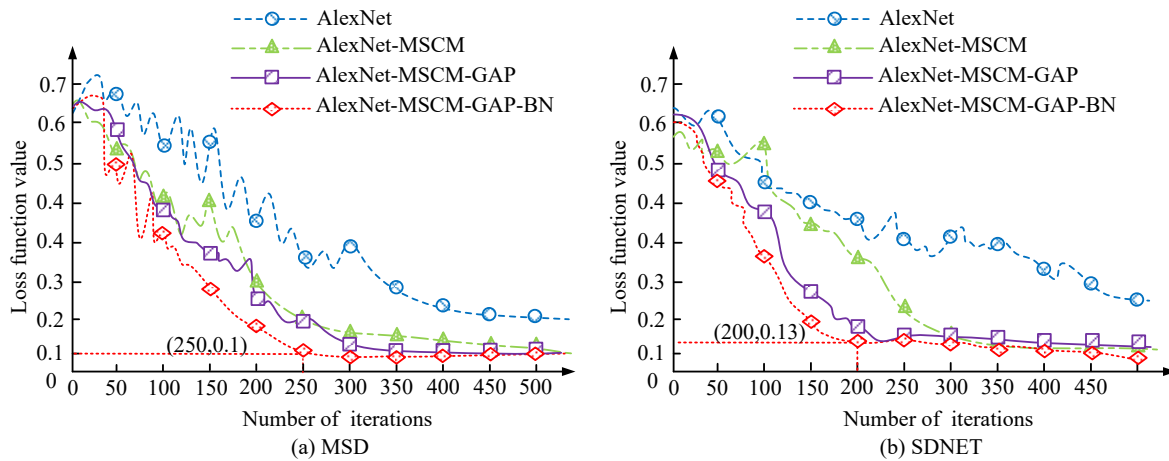 AlexNet
AlexNet-MSCM
AlexNet-MSCM-GAP
AlexNet-MSCM-GAP-BN
Loss function value
0.7
0.6
0.5
0.4
0.4
0.3
0.2
0.1
0
(250,0.1)
50 100 150 200 250 300 350 400 450 500
Number of iterations
(a) MSD
AlexNet
AlexNet-MSCM
AlexNet-MSCM-GAP
AlexNet-MSCM-GAP-BN
Loss function value
0.7
0.6
0.5
0.4
0.4
0.3
0.2
0.1
0
(200,0.13)
50 100 150 200 250 300 350 400 450
Number of iterations
(b) SDNET